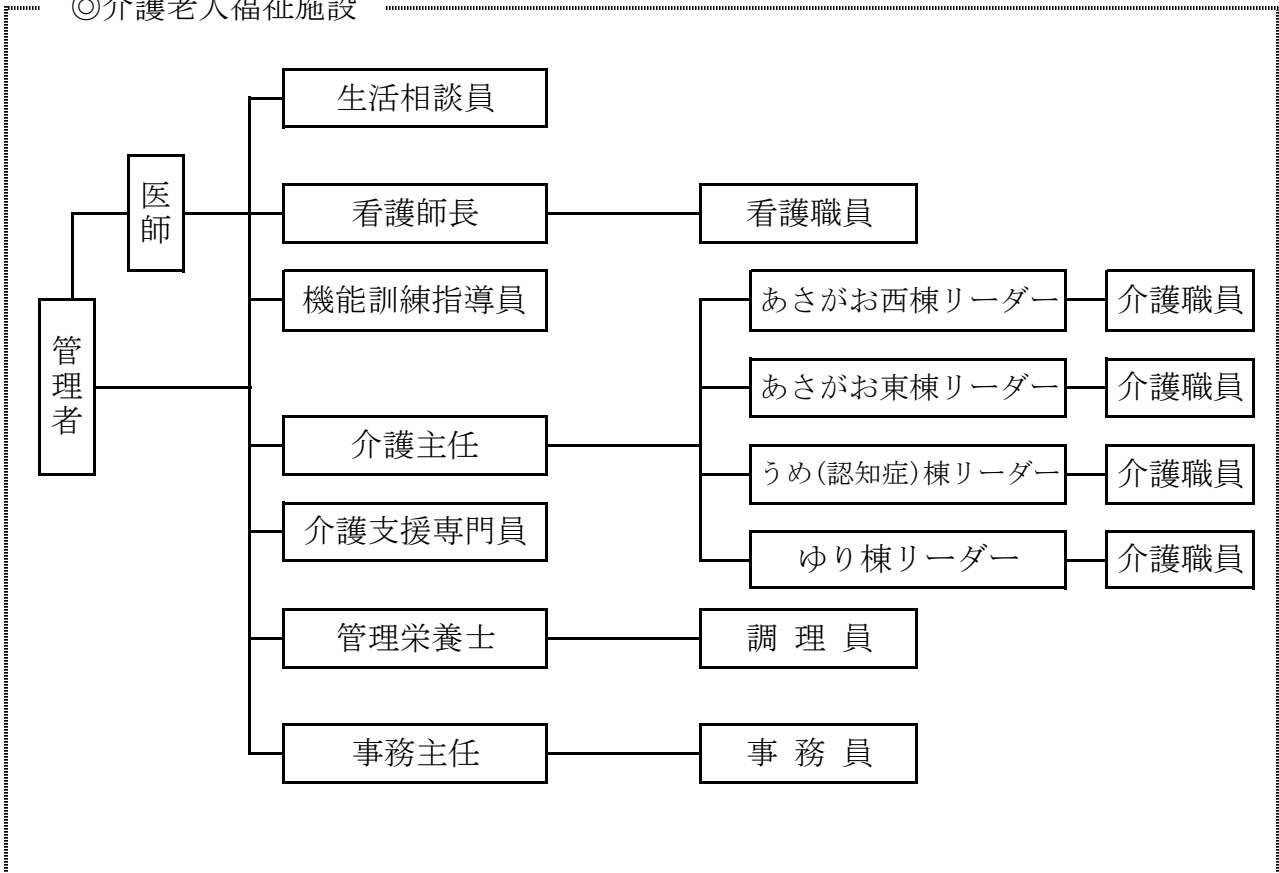 ◎介護老人福祉施設
生活相談員
医師
看護師長
看護職員
機能訓練指導員
あさがお西棟リーダー
介護職員
管理者
あさがお東棟リーダー
介護職員
介護主任
うめ(認知症)棟リーダー
介護職員
介護支援専門員
ゆり棟リーダー
介護職員
管理栄養士
調 理 員
事務主任
事 務 員